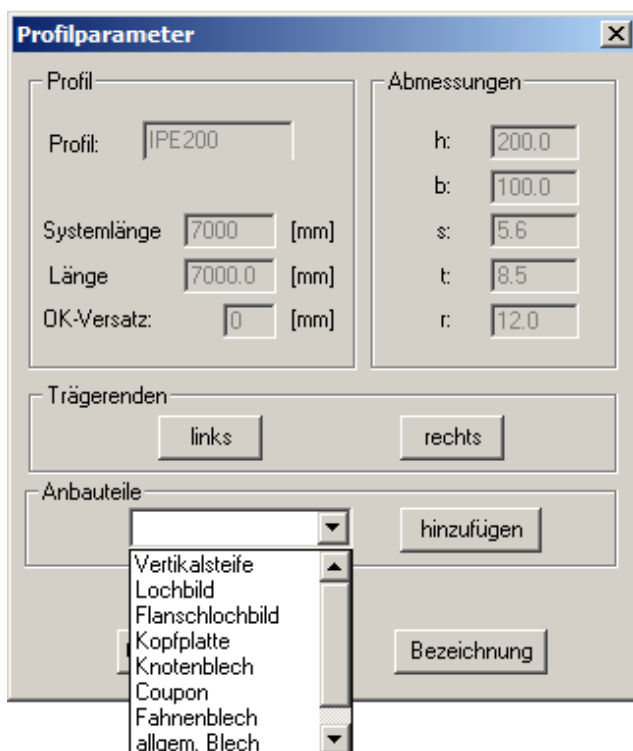 Profilparameter
Profil
Profil: IPE200
Systemlänge 7000 [mm]
Länge 7000.0 [mm]
OK-Versatz: 0 [mm]
Abmessungen
h: 200.0
b: 100.0
s: 5.6
t: 8.5
r: 12.0
Trägerenden
links rechts
Anbauteile
hinzufügen
Vertikalsteife
Lochbild
Flanschlochbild
Kopfplatte
Knotenblech
Coupon
Fahnenblech
allgem. Blech
Bezeichnung